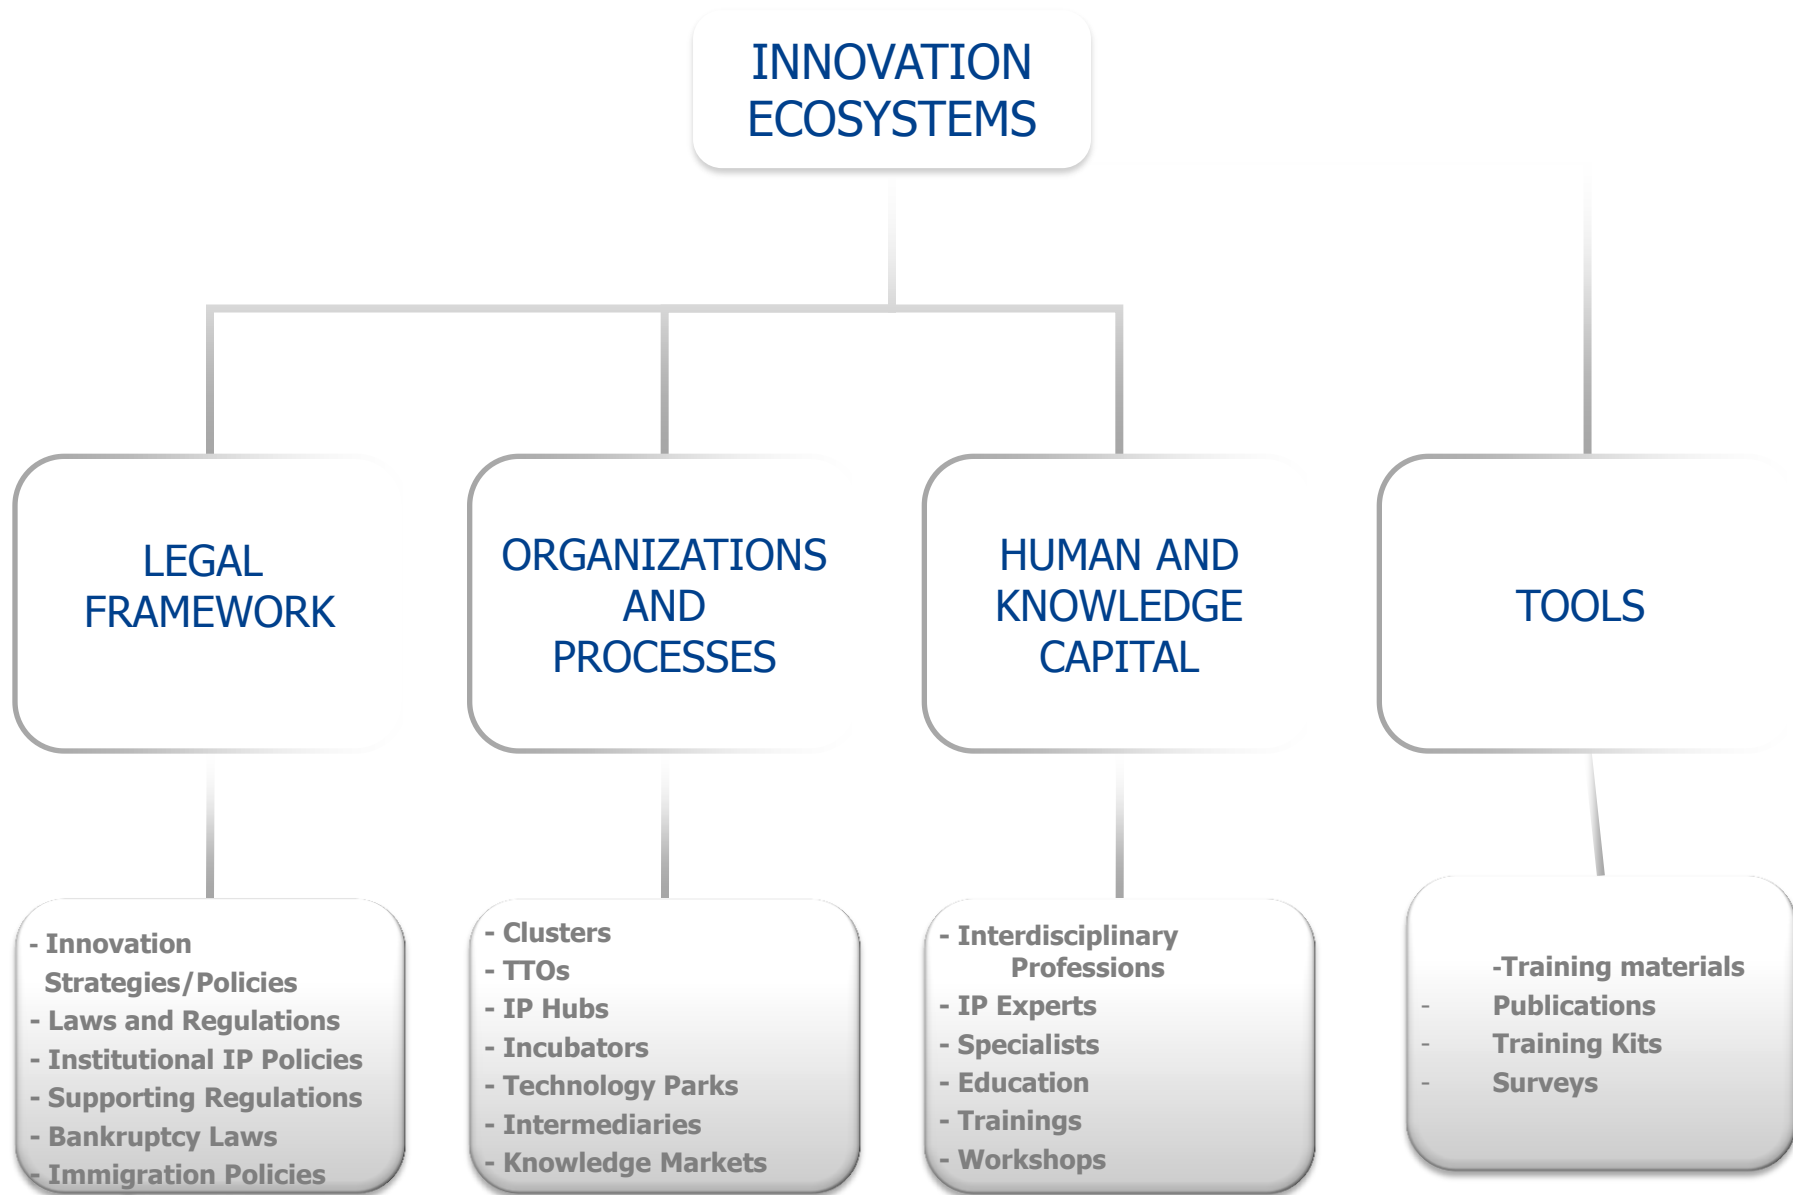 INNOVATION
ECOSYSTEMS
LEGAL
FRAMEWORK
ORGANIZATIONS
AND
PROCESSES
HUMAN AND
KNOWLEDGE
CAPITAL
TOOLS
- Innovation
Strategies/Policies
- Laws and Regulations
- Institutional IP Policies
- Supporting Regulations
- Bankruptcy Laws
- Immigration Policies
- Clusters
- TTOs
- IP Hubs
- Incubators
- Technology Parks
- Intermediaries
- Knowledge Markets
- Interdisciplinary
Professions
- IP Experts
- Specialists
- Education
- Trainings
- Workshops
-Training materials
- Publications
- Training Kits
- Surveys